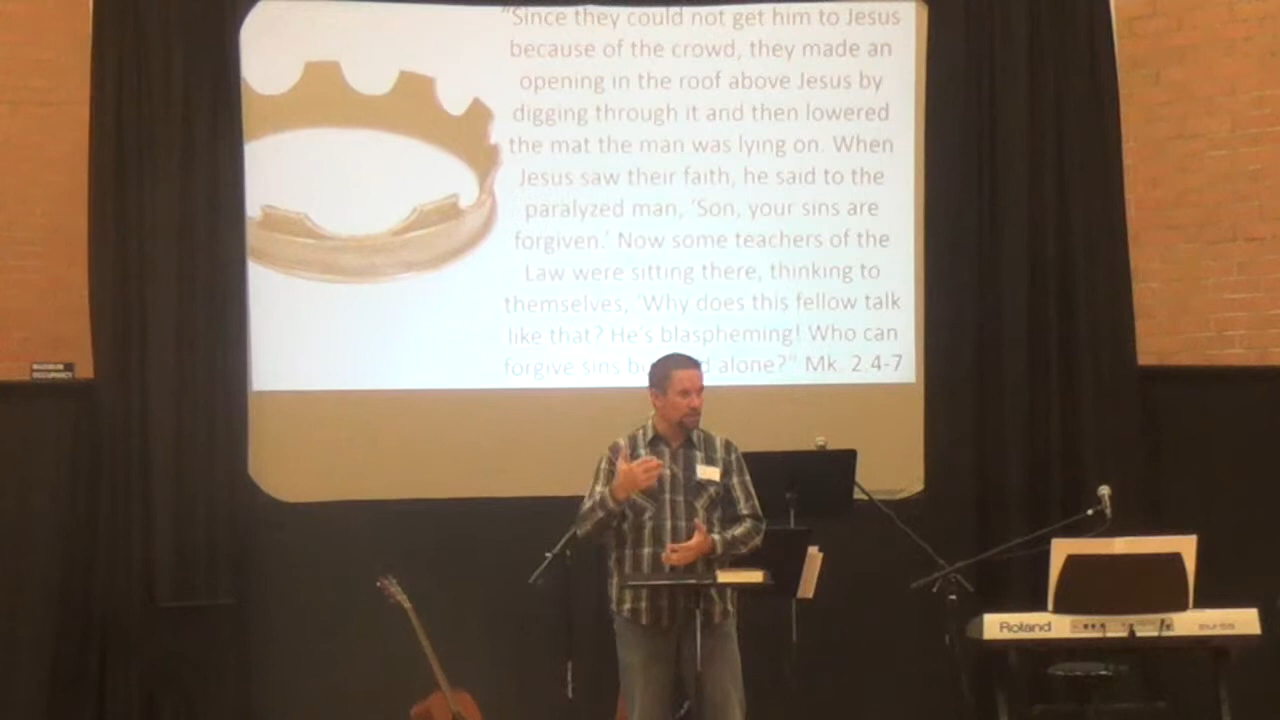 "Since they could not get him to Jesus
because of the crowd, they made an
opening in the roof above Jesus by
digging through it and then lowered
the mat the man was lying on. When
Jesus saw their faith, he said to the
paralyzed man, 'Son, your sins are
forgiven.' Now some teachers of the
Law were sitting there, thinking to
themselves, 'Why does this fellow talk
like that? He's blaspheming! Who can
forgive sins alone?" Mk. 2.4-7
MAXIMUM
OCCUPANCY
Roland